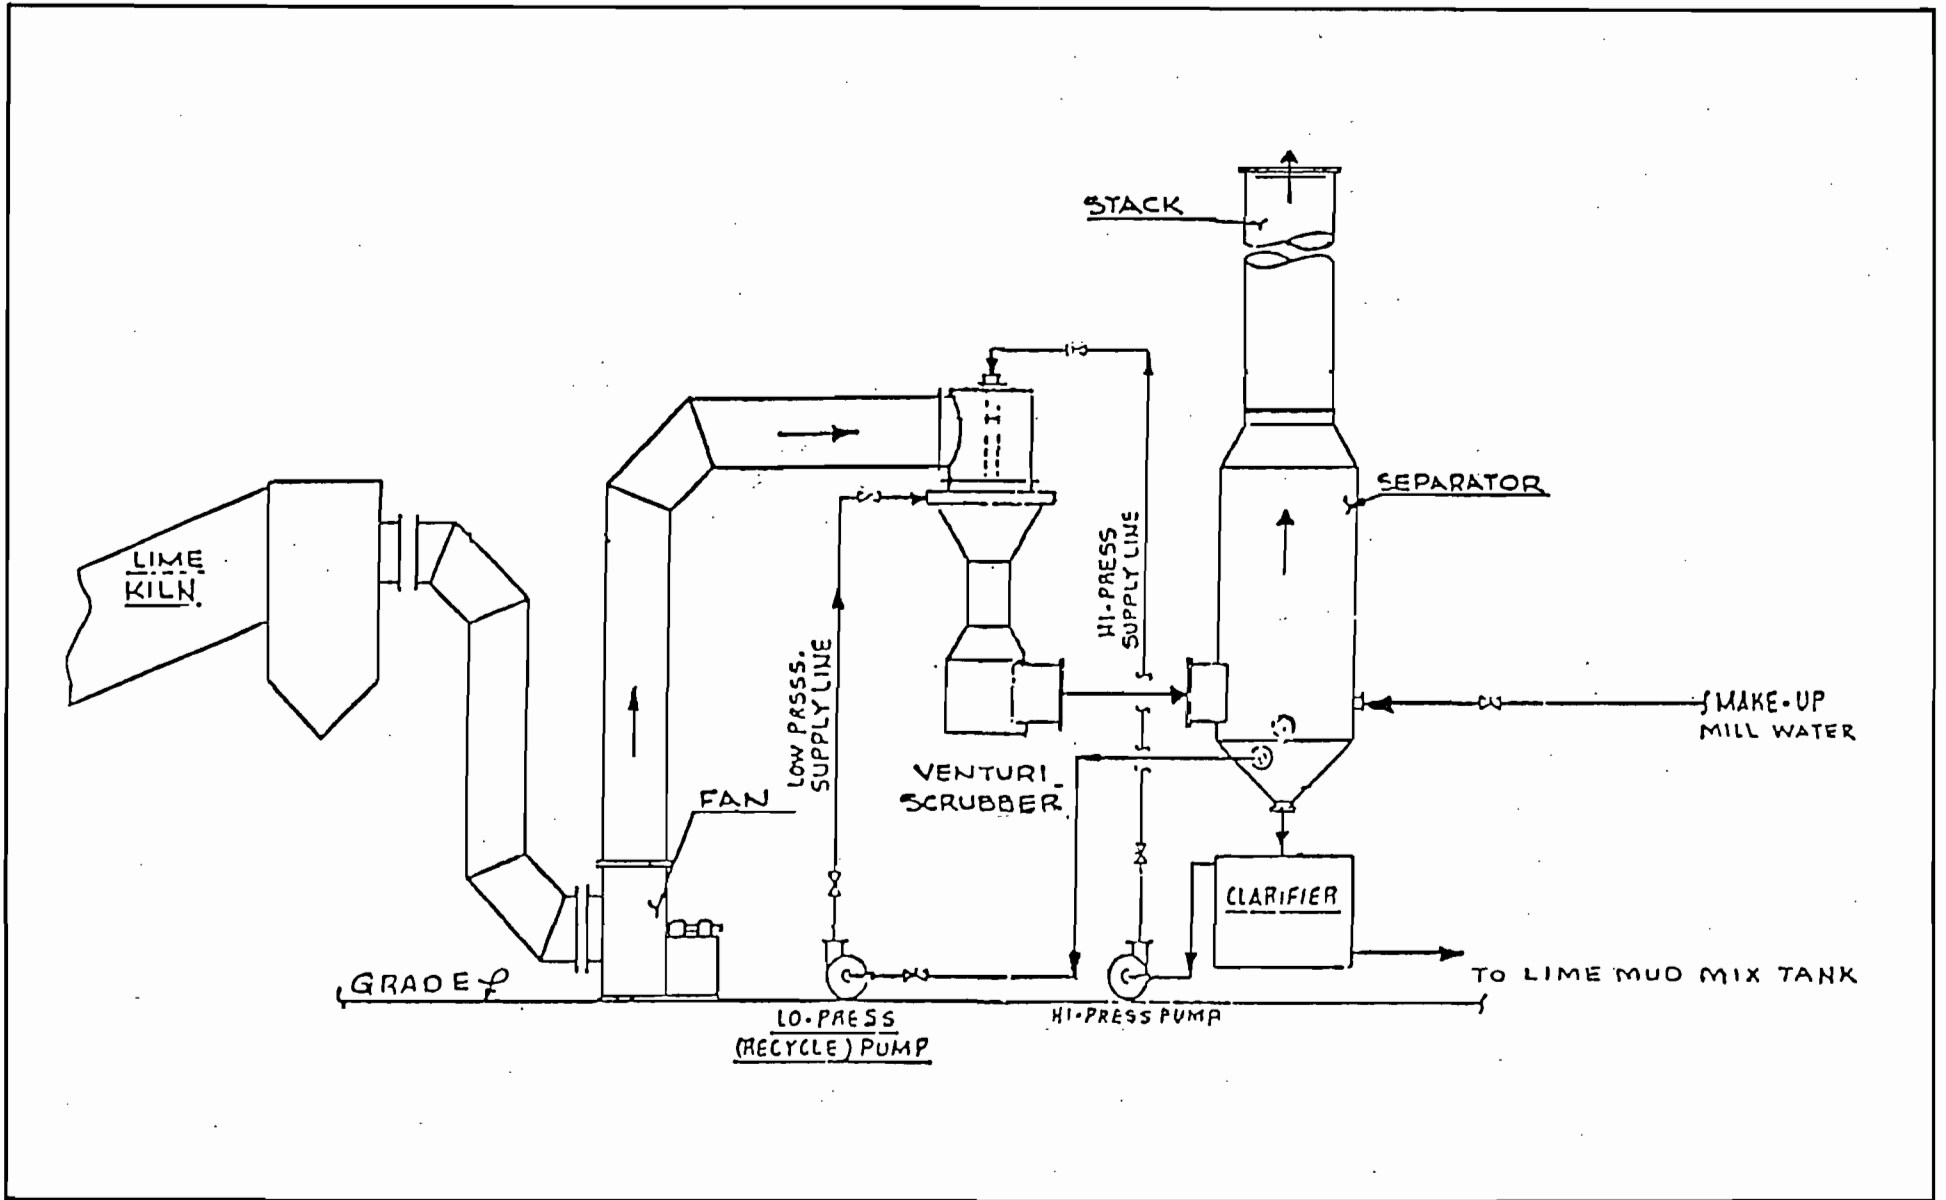 STACK
SEPARATOR
LIME
KILN.
HI-PRESS
SUPPLY LINE
LOW PRSSS.
SUPPLY LINE
MAKE-UP
MILL WATER
VENTURI
SCRUBBER
FAN
CLARIFIER
GRADE
TO LIME MUD MIX TANK
LO-PRESS
(RECYCLE) PUMP
HI-PRESS PUMP